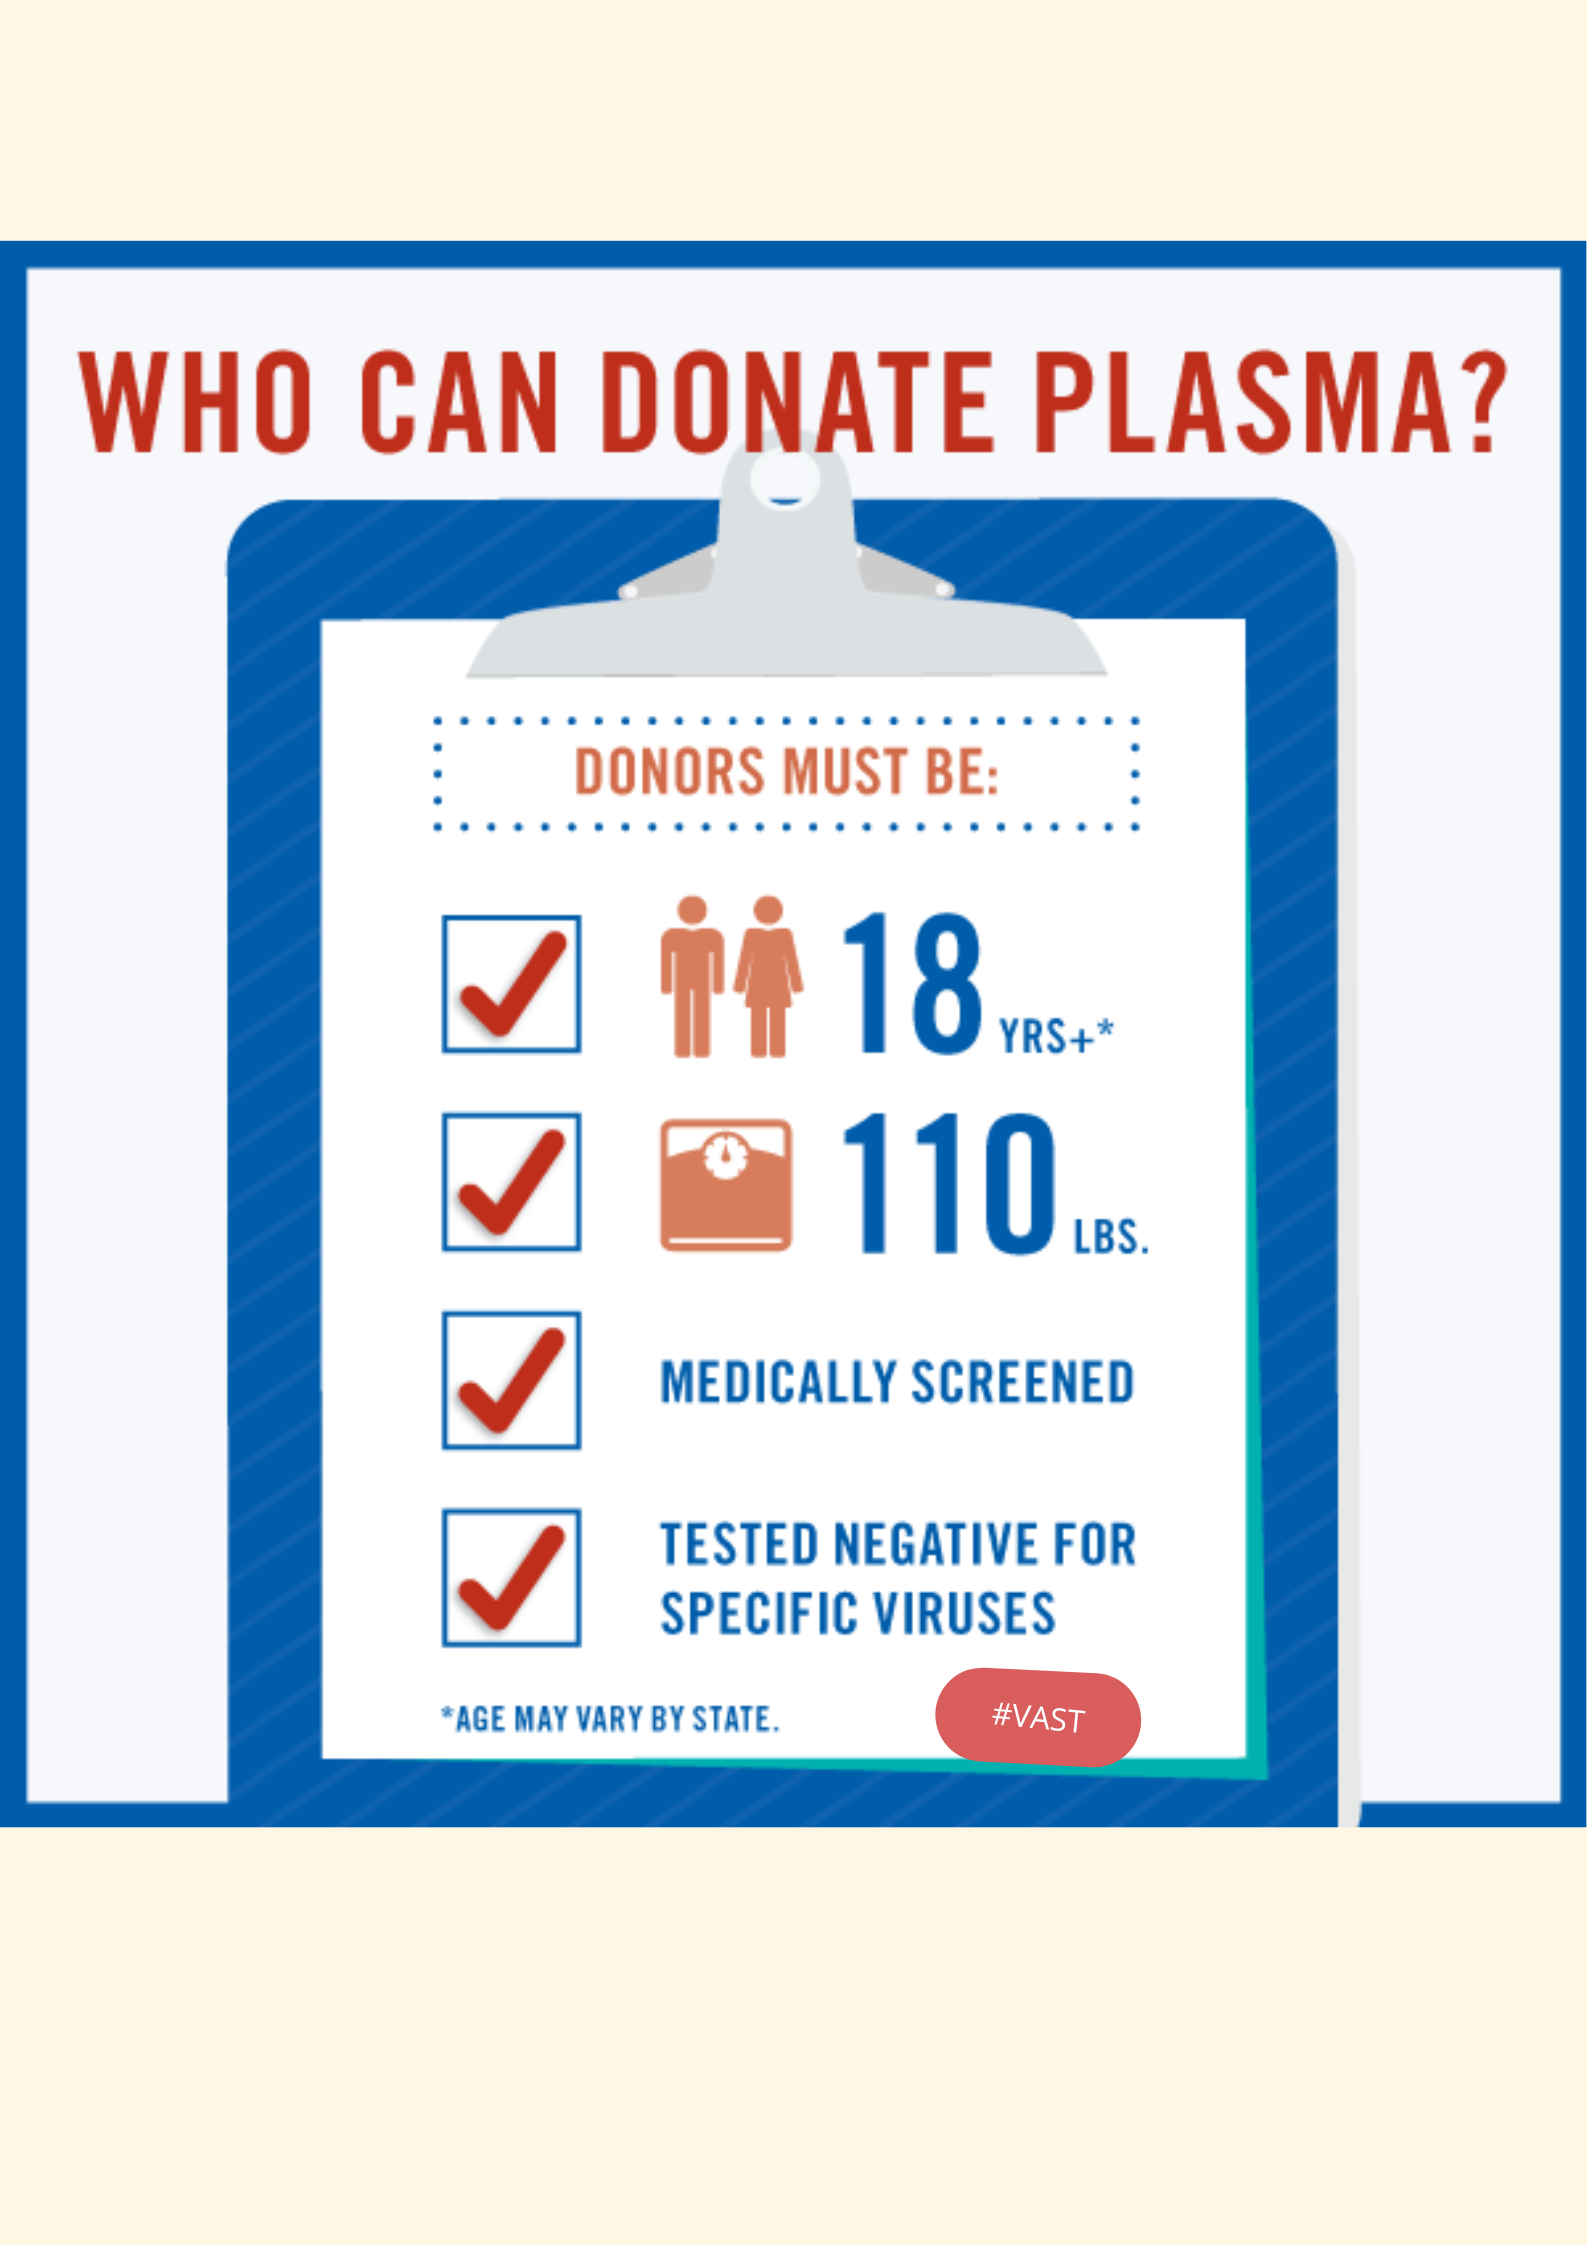 WHO CAN DONATE PLASMA?
DONORS MUST BE:
18 YRS+*
110 LBS.
MEDICALLY SCREENED
TESTED NEGATIVE FOR
SPECIFIC VIRUSES
*AGE MAY VARY BY STATE.
#VAST